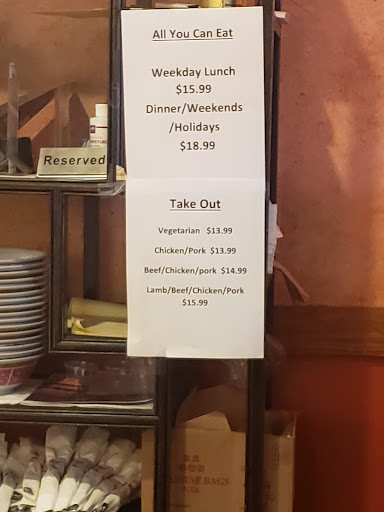 All You Can Eat
Weekday Lunch
$15.99
Dinner/Weekends
/Holidays
$18.99
Reserved
Take Out
Vegetarian $13.99
Chicken/Pork $13.99
Beef/Chicken/pork $14.99
Lamb/Beef/Chicken/Pork
$15.99
BAGS